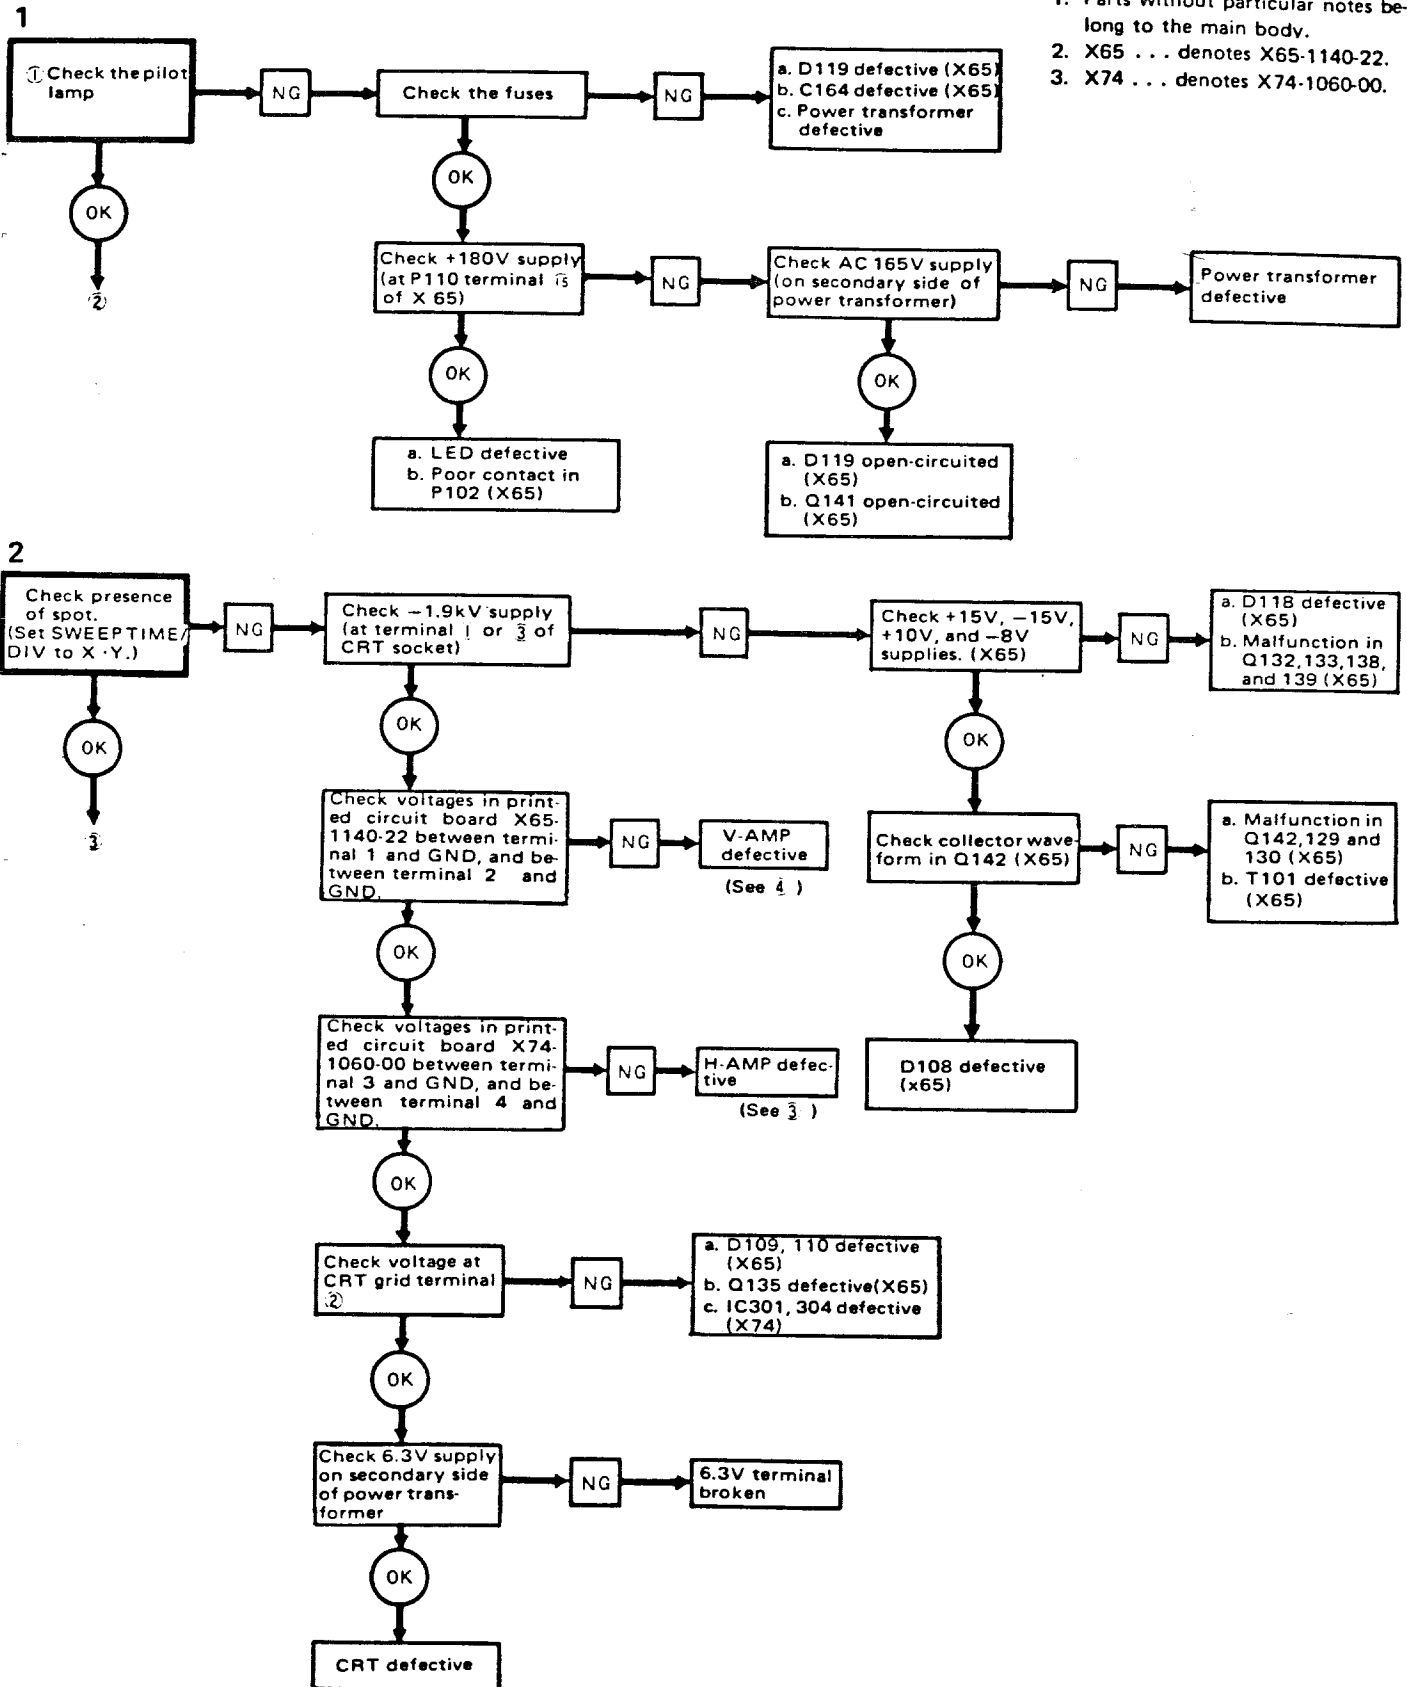 1. Parts without particular notes be-
long to the main body.
2. X65 . . . denotes X65-1140-22.
3. X74 . . . denotes X74-1060-00.
1
① Check the pilot
lamp
NG
Check the fuses
NG
a. D119 defective (X65)
b. C164 defective (X65)
c. Power transformer
defective
OK
②
OK
Check +180V supply
(at P110 terminal 15
of X 65)
NG
Check AC 165V supply
(on secondary side of
power transformer)
NG
Power transformer
defective
OK
a. LED defective
b. Poor contact in
P102 (X65)
OK
a. D119 open-circuited
(X65)
b. Q141 open-circuited
(X65)
2
Check presence
of spot.
(Set SWEEPTIME/
DIV to X·Y.)
NG
Check −1.9kV supply
(at terminal 1 or 3 of
CRT socket)
NG
Check +15V, −15V,
+10V, and −8V
supplies. (X65)
NG
a. D118 defective
(X65)
b. Malfunction in
Q132,133,138,
and 139 (X65)
OK
③
OK
Check voltages in print-
ed circuit board X65-
1140-22 between termi-
nal 1 and GND, and be-
tween terminal 2 and
GND.
NG
V-AMP
defective
(See 4 )
OK
Check collector wave-
form in Q142 (X65)
NG
a. Malfunction in
Q142,129 and
130 (X65)
b. T101 defective
(X65)
OK
Check voltages in print-
ed circuit board X74-
1060-00 between termi-
nal 3 and GND, and be-
tween terminal 4 and
GND.
NG
H-AMP defec-
tive
(See 3 )
OK
D108 defective
(x65)
OK
Check voltage at
CRT grid terminal
②
NG
a. D109, 110 defective
(X65)
b. Q135 defective(X65)
c. IC301, 304 defective
(X74)
OK
Check 6.3V supply
on secondary side
of power trans-
former
NG
6.3V terminal
broken
OK
CRT defective